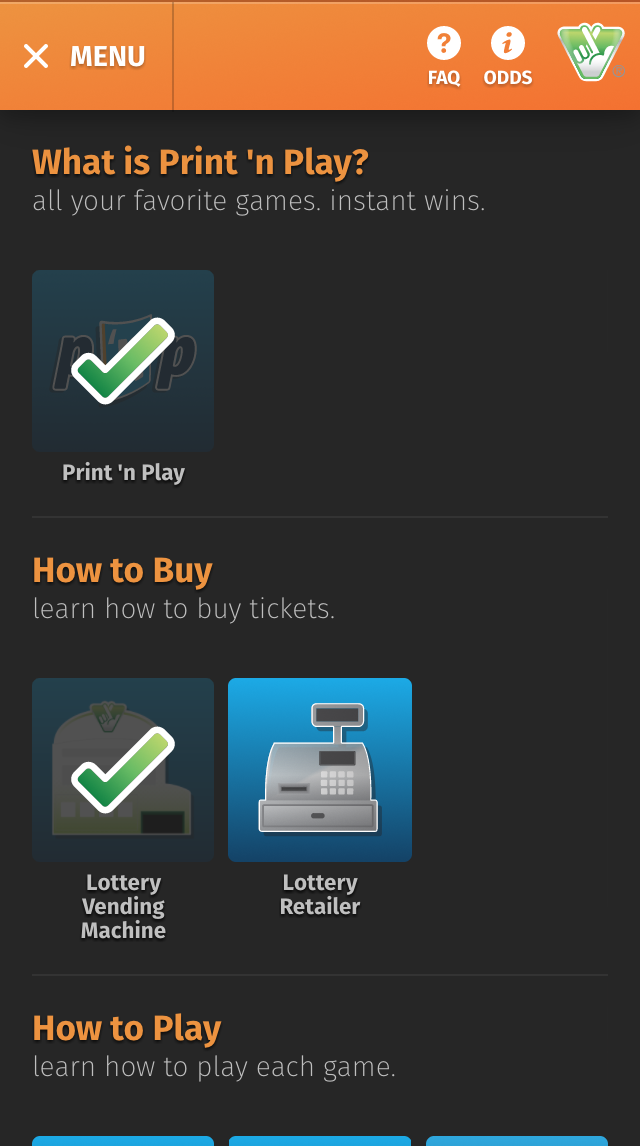 MENU
FAQ
ODDS
What is Print 'n Play?
all your favorite games. instant wins.
p 'n p
Print 'n Play
How to Buy
learn how to buy tickets.
Lottery
Vending
Machine
Lottery
Retailer
How to Play
learn how to play each game.